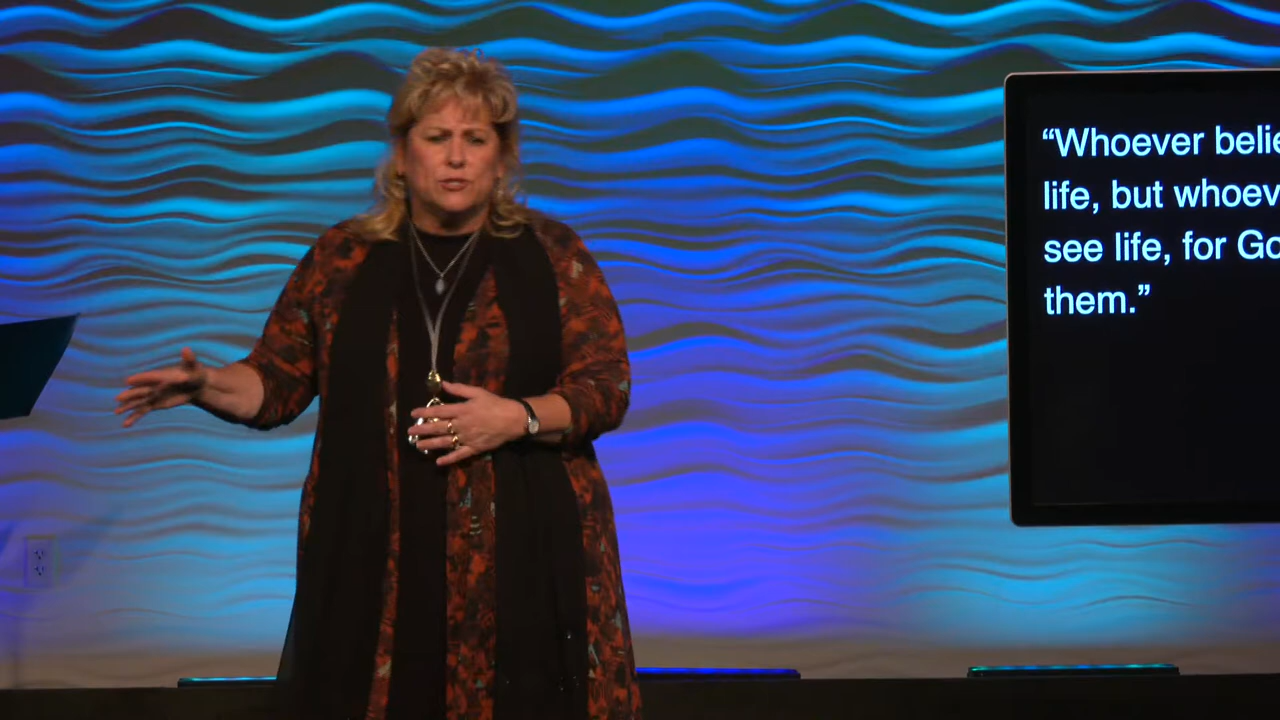 “Whoever belie
life, but whoev
see life, for Go
them.”